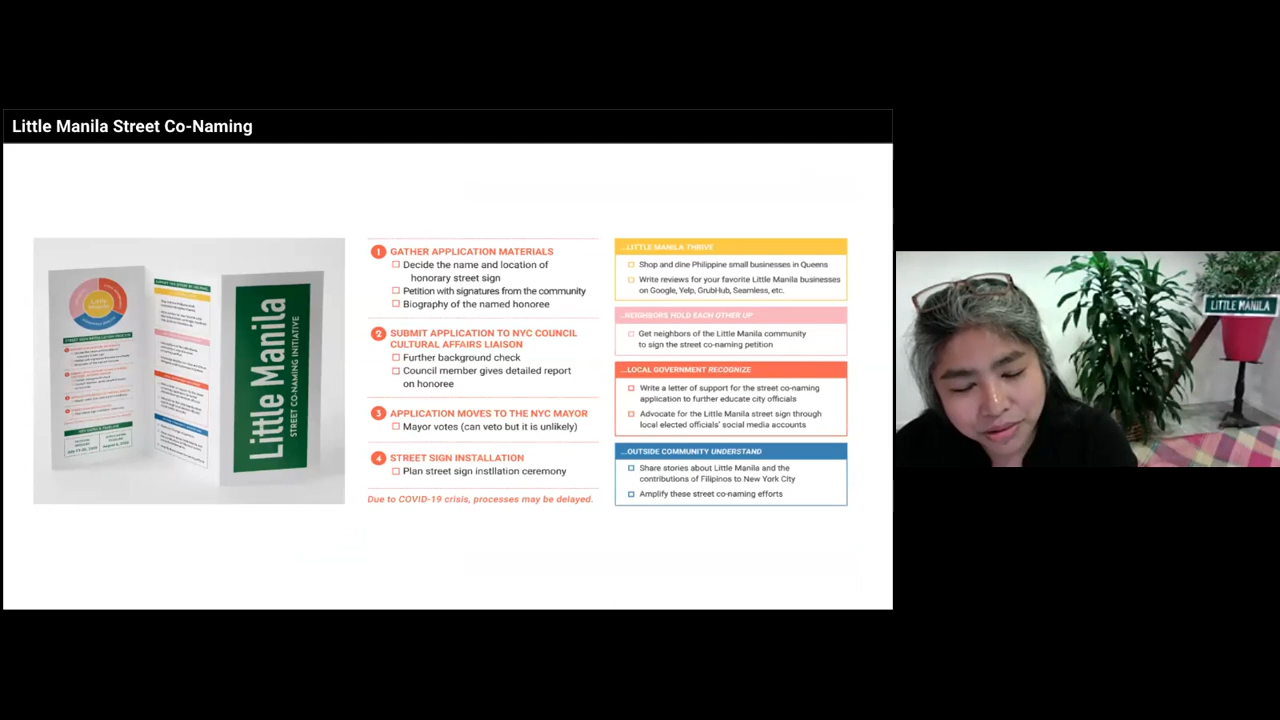 Little Manila Street Co-Naming
Little Manila
STREET CO-NAMING INITIATIVE
1 GATHER APPLICATION MATERIALS
Decide the name and location of
honorary street sign
Petition with signatures from the community
Biography of the named honoree
2 SUBMIT APPLICATION TO NYC COUNCIL
CULTURAL AFFAIRS LIAISON
Further background check
Council member gives detailed report
on honoree
3 APPLICATION MOVES TO THE NYC MAYOR
Mayor votes (can veto but it is unlikely)
4 STREET SIGN INSTALLATION
Plan street sign instllation ceremony
Due to COVID-19 crisis, processes may be delayed.
...LITTLE MANILA THRIVE
Shop and dine Philippine small businesses in Queens
Write reviews for your favorite Little Manila businesses
on Google, Yelp, GrubHub, Seamless, etc.
...NEIGHBORS HOLD EACH OTHER UP
Get neighbors of the Little Manila community
to sign the street co-naming petition
...LOCAL GOVERNMENT RECOGNIZE
Write a letter of support for the street co-naming
application to further educate city officials
Advocate for the Little Manila street sign through
local elected officials' social media accounts
...OUTSIDE COMMUNITY UNDERSTAND
Share stories about Little Manila and the
contributions of Filipinos to New York City
Amplify these street co-naming efforts
LITTLE MANILA